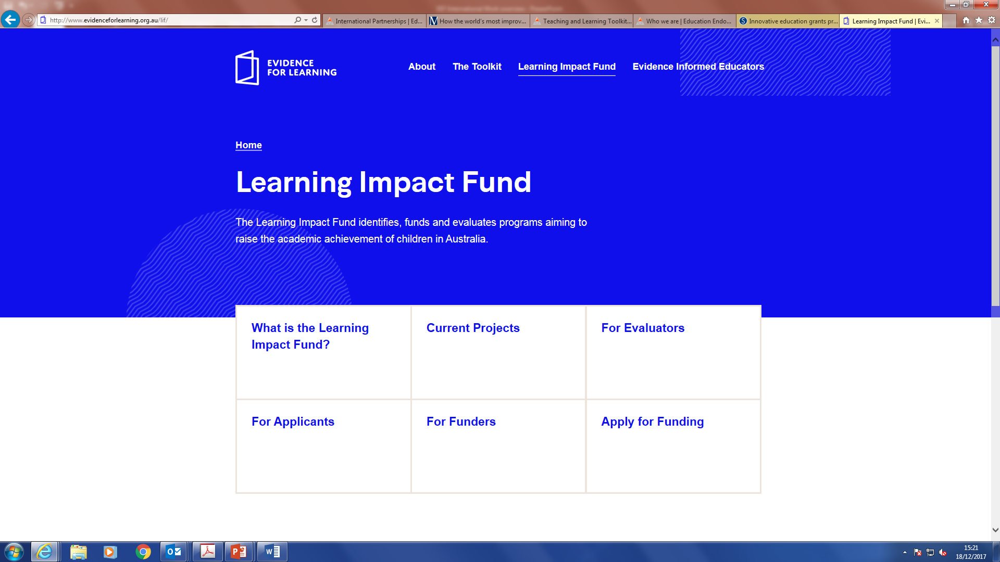 http://www.evidenceforlearning.org.au/lif/
International Partnerships | Ed...
How the world's most improv...
Teaching and Learning Toolkit...
Who we are | Education Endo...
Innovative education grants pr...
Learning Impact Fund | Evi...
EVIDENCE
FOR LEARNING
About
The Toolkit
Learning Impact Fund
Evidence Informed Educators
Home
Learning Impact Fund
The Learning Impact Fund identifies, funds and evaluates programs aiming to
raise the academic achievement of children in Australia.
What is the Learning
Impact Fund?
Current Projects
For Evaluators
For Applicants
For Funders
Apply for Funding
15:21
18/12/2017